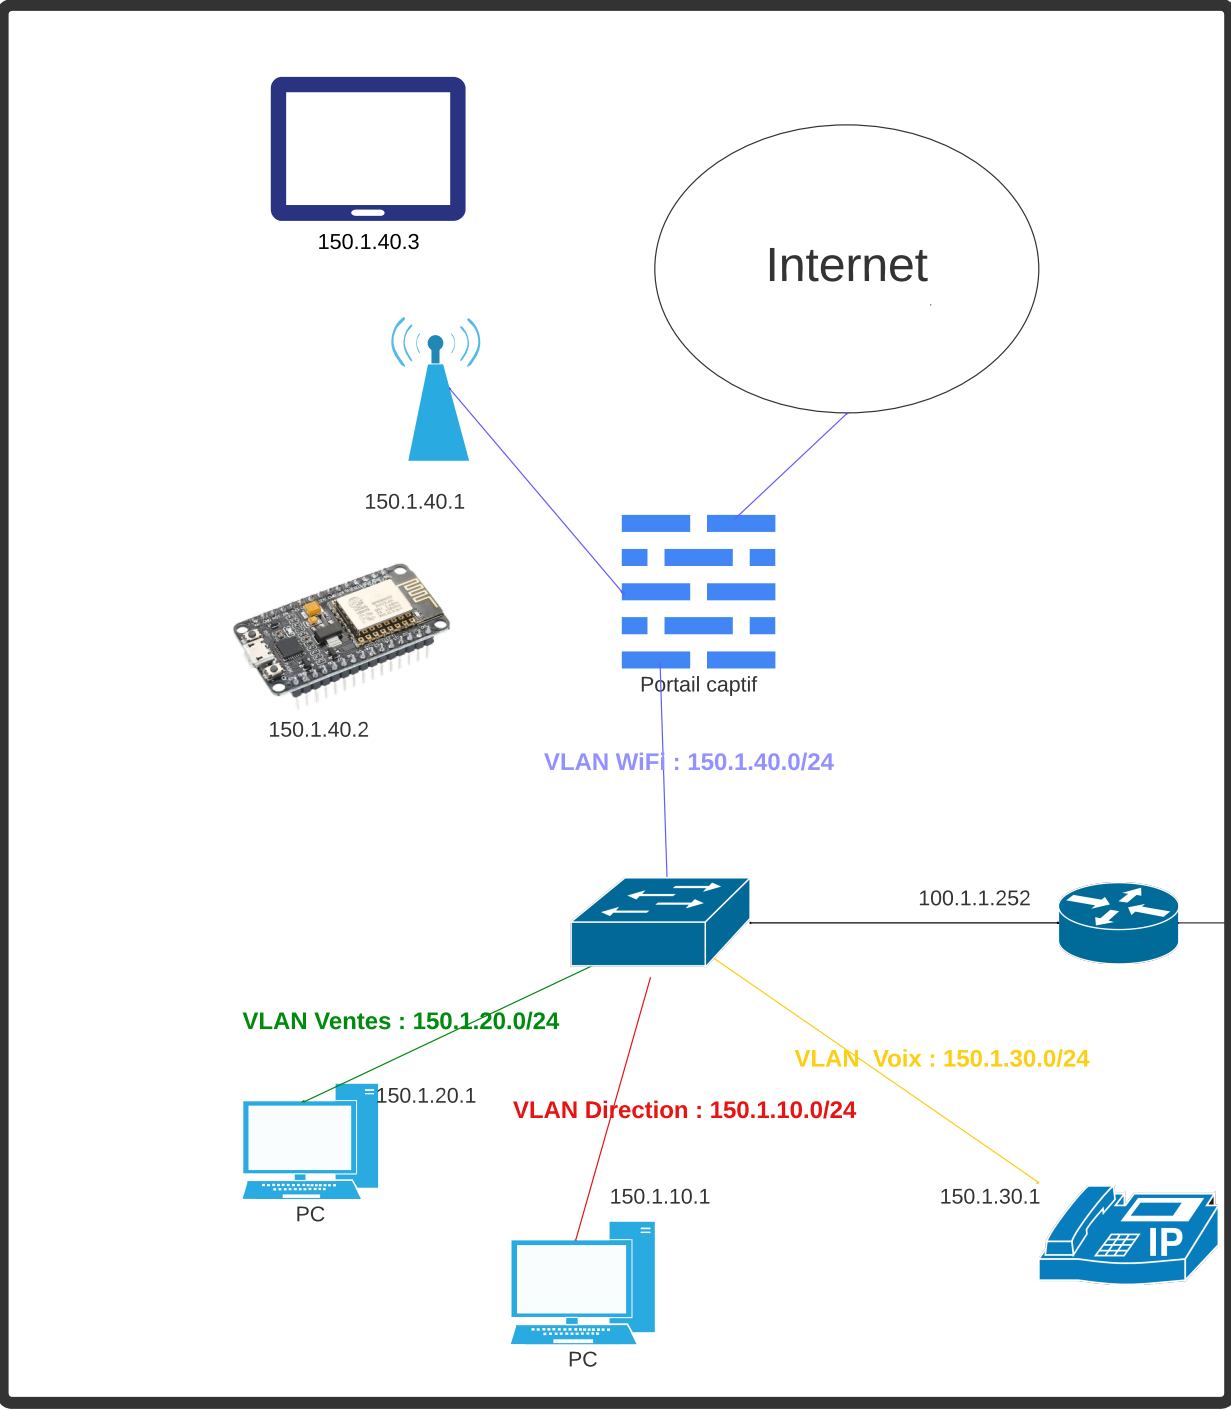 150.1.40.3
Internet
150.1.40.1
Portail captif
150.1.40.2
VLAN WiFi : 150.1.40.0/24
100.1.1.252
VLAN Ventes : 150.1.20.0/24
VLAN  Voix : 150.1.30.0/24
150.1.20.1
VLAN Direction : 150.1.10.0/24
PC
150.1.10.1
150.1.30.1
IP
PC